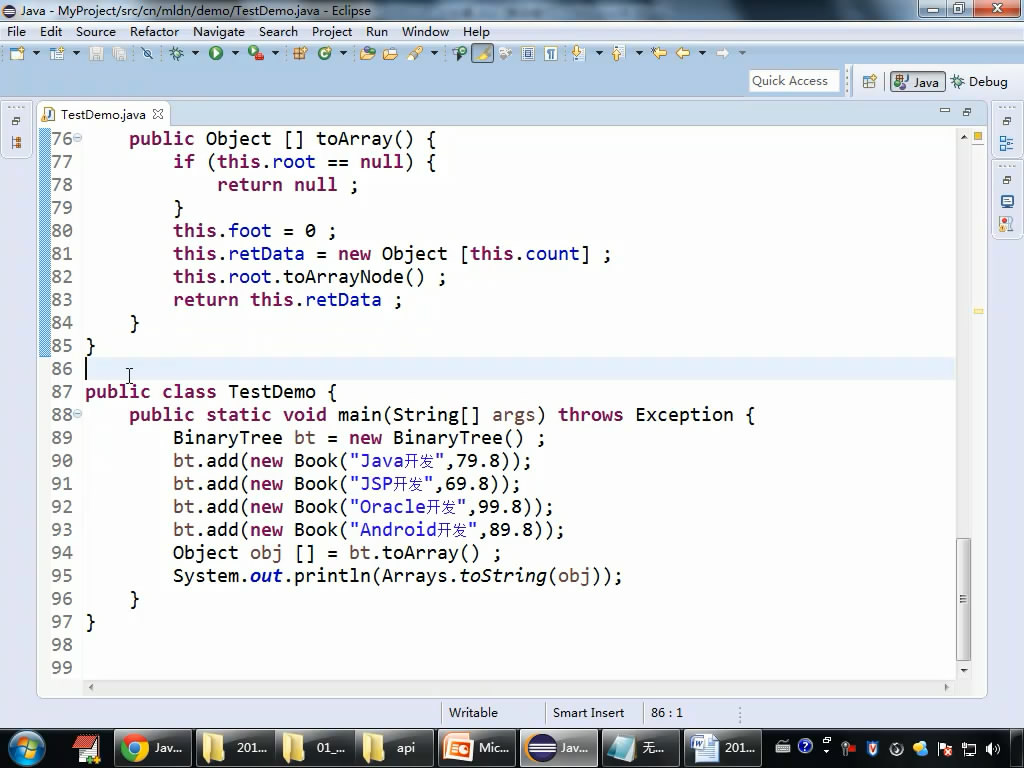 Java - MyProject/src/cn/mldn/demo/TestDemo.java - Eclipse
File Edit Source Refactor Navigate Search Project Run Window Help
Quick Access Java Debug
TestDemo.java
76 public Object [] toArray() {
77 if (this.root == null) {
78 return null ;
79 }
80 this.foot = 0 ;
81 this.retData = new Object [this.count] ;
82 this.root.toArrayNode() ;
83 return this.retData ;
84 }
85 }
86
87 public class TestDemo {
88 public static void main(String[] args) throws Exception {
89 BinaryTree bt = new BinaryTree() ;
90 bt.add(new Book("Java开发",79.8));
91 bt.add(new Book("JSP开发",69.8));
92 bt.add(new Book("Oracle开发",99.8));
93 bt.add(new Book("Android开发",89.8));
94 Object obj [] = bt.toArray() ;
95 System.out.println(Arrays.toString(obj));
96 }
97 }
98
99
Writable Smart Insert 86 : 1
Jav... 201... 01_... api Mic... Jav... 无... 201...